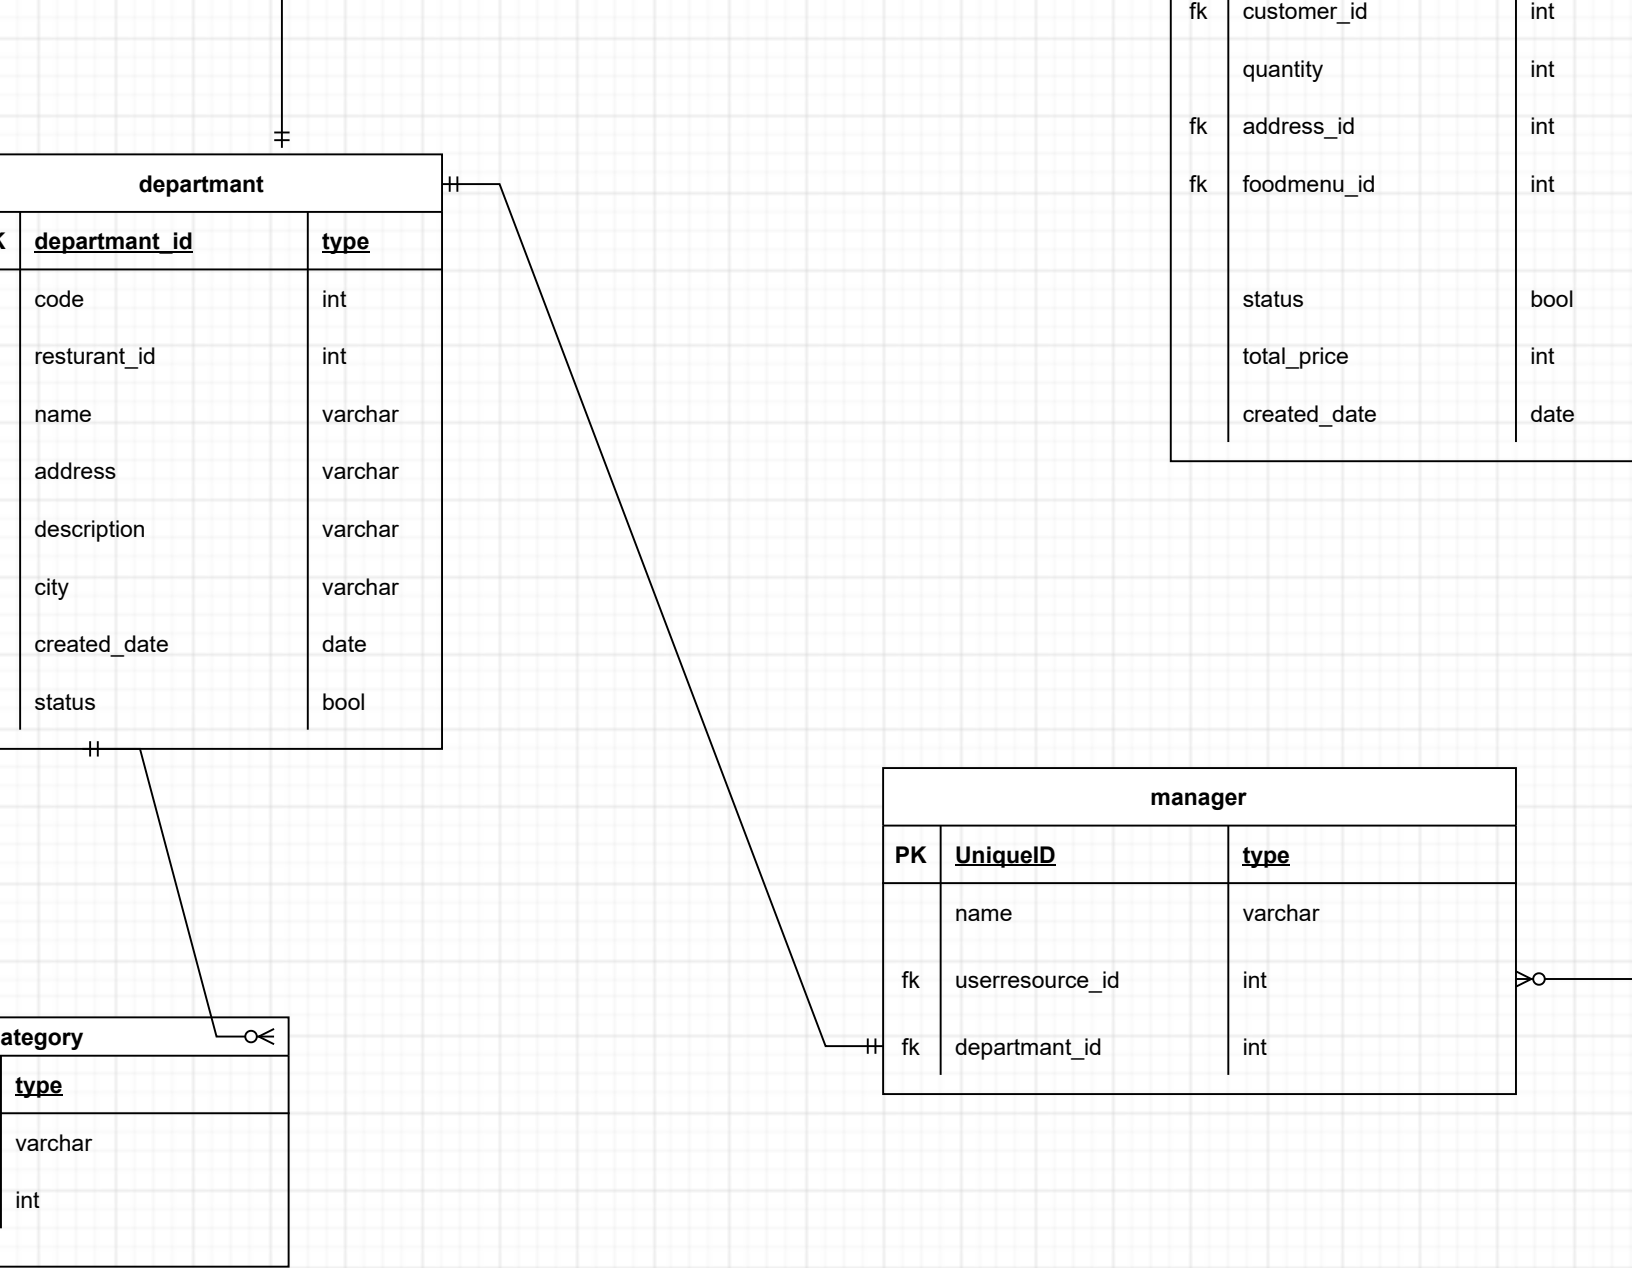 fk customer_id int
quantity int
fk address_id int
fk foodmenu_id int
status bool
total_price int
created_date date
departmant
departmant_id type
code int
resturant_id int
name varchar
address varchar
description varchar
city varchar
created_date date
status bool
manager
PK UniqueID type
name varchar
fk userresource_id int
fk departmant_id int
ategory
type
varchar
int